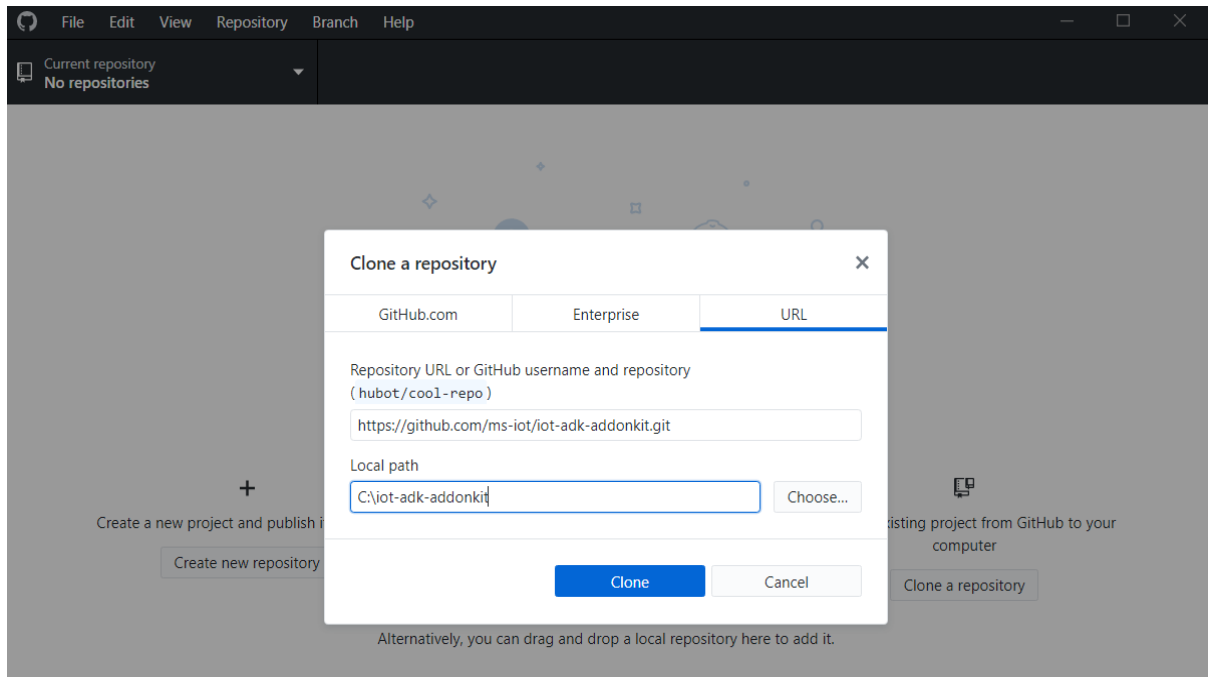 File Edit View Repository Branch Help
Current repository
No repositories
Clone a repository
GitHub.com Enterprise URL
Repository URL or GitHub username and repository
(hubot/cool-repo)
https://github.com/ms-iot/iot-adk-addonkit.git
Local path
C:\iot-adk-addonkit
Choose...
Create a new project and publish
Create new repository
existing project from GitHub to your
computer
Clone a repository
Clone Cancel
Alternatively, you can drag and drop a local repository here to add it.